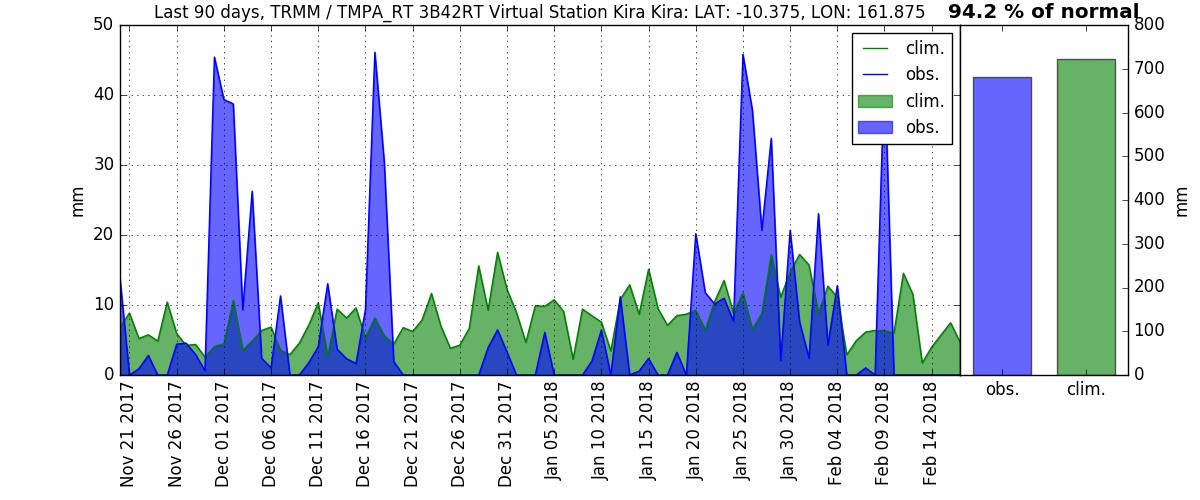 Last 90 days, TRMM / TMPA_RT 3B42RT Virtual Station Kira Kira: LAT: -10.375, LON: 161.875
94.2 % of normal
50
40
30
20
10
0
mm
clim.
obs.
clim.
obs.
Nov 21 2017
Nov 26 2017
Dec 01 2017
Dec 06 2017
Dec 11 2017
Dec 16 2017
Dec 21 2017
Dec 26 2017
Dec 31 2017
Jan 05 2018
Jan 10 2018
Jan 15 2018
Jan 20 2018
Jan 25 2018
Jan 30 2018
Feb 04 2018
Feb 09 2018
Feb 14 2018
800
700
600
500
400
300
200
100
0
mm
obs.
clim.